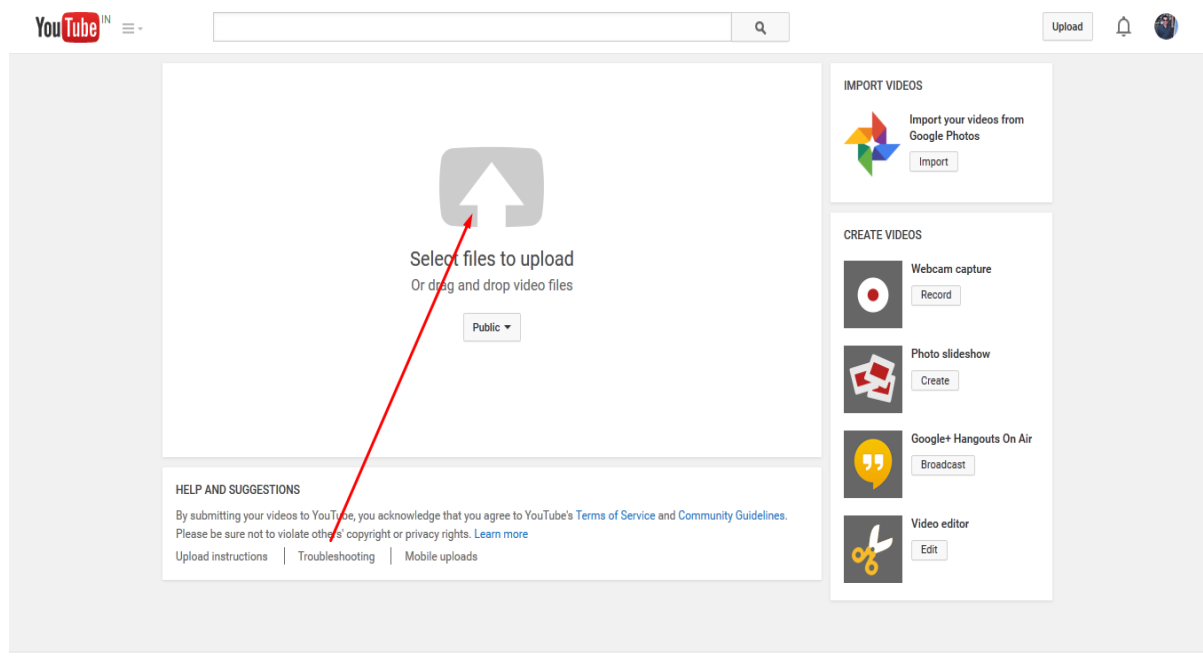 YouTube IN
Upload
Select files to upload
Or drag and drop video files
Public
HELP AND SUGGESTIONS
By submitting your videos to YouTube, you acknowledge that you agree to YouTube's Terms of Service and Community Guidelines.
Please be sure not to violate others' copyright or privacy rights. Learn more
Upload instructions Troubleshooting Mobile uploads
IMPORT VIDEOS
Import your videos from
Google Photos
Import
CREATE VIDEOS
Webcam capture
Record
Photo slideshow
Create
Google+ Hangouts On Air
Broadcast
Video editor
Edit